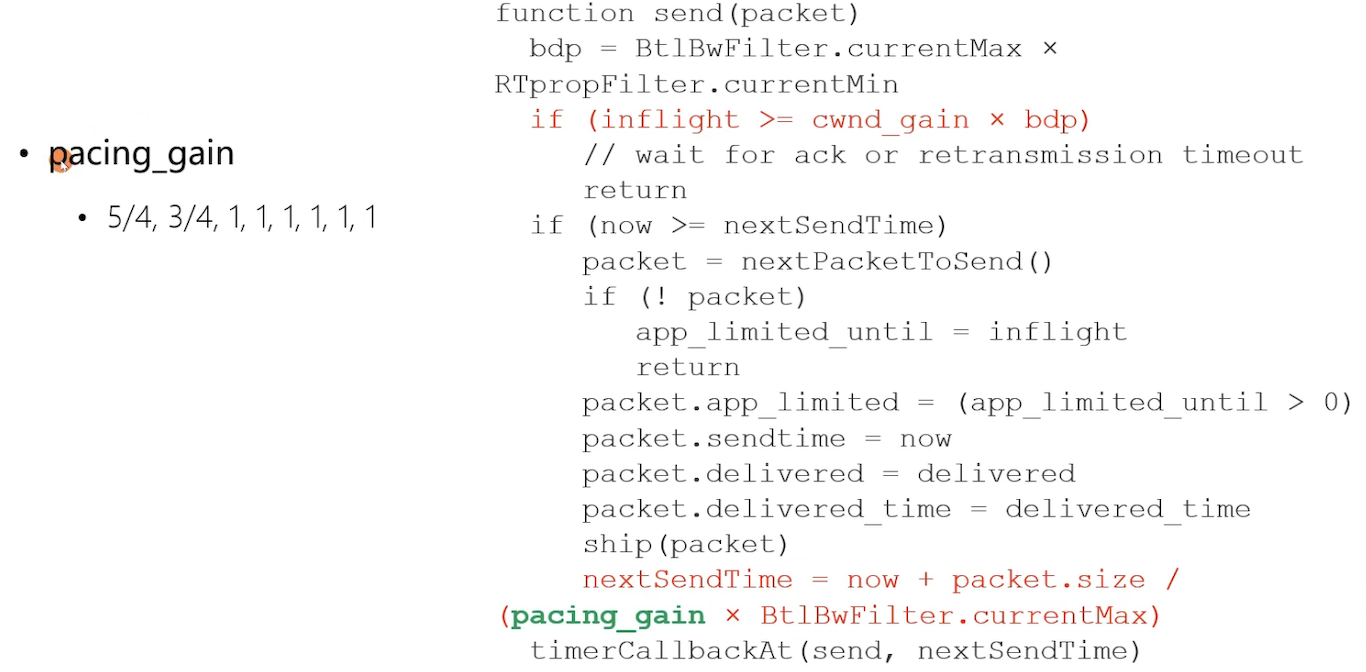 • pacing_gain
• 5/4, 3/4, 1, 1, 1, 1, 1, 1
function send(packet)
bdp = BtlBwFilter.currentMax ×
RTpropFilter.currentMin
if (inflight >= cwnd_gain × bdp)
// wait for ack or retransmission timeout
return
if (now >= nextSendTime)
packet = nextPacketToSend()
if (! packet)
app_limited_until = inflight
return
packet.app_limited = (app_limited_until > 0)
packet.sendtime = now
packet.delivered = delivered
packet.delivered_time = delivered_time
ship(packet)
nextSendTime = now + packet.size /
(pacing_gain × BtlBwFilter.currentMax)
timerCallbackAt(send, nextSendTime)